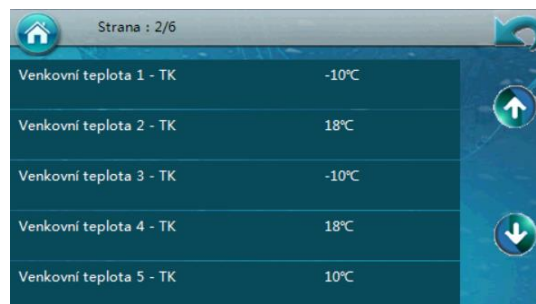 Strana : 2/6
Venkovní teplota 1 - TK -10℃
Venkovní teplota 2 - TK 18℃
Venkovní teplota 3 - TK -10℃
Venkovní teplota 4 - TK 18℃
Venkovní teplota 5 - TK 10℃